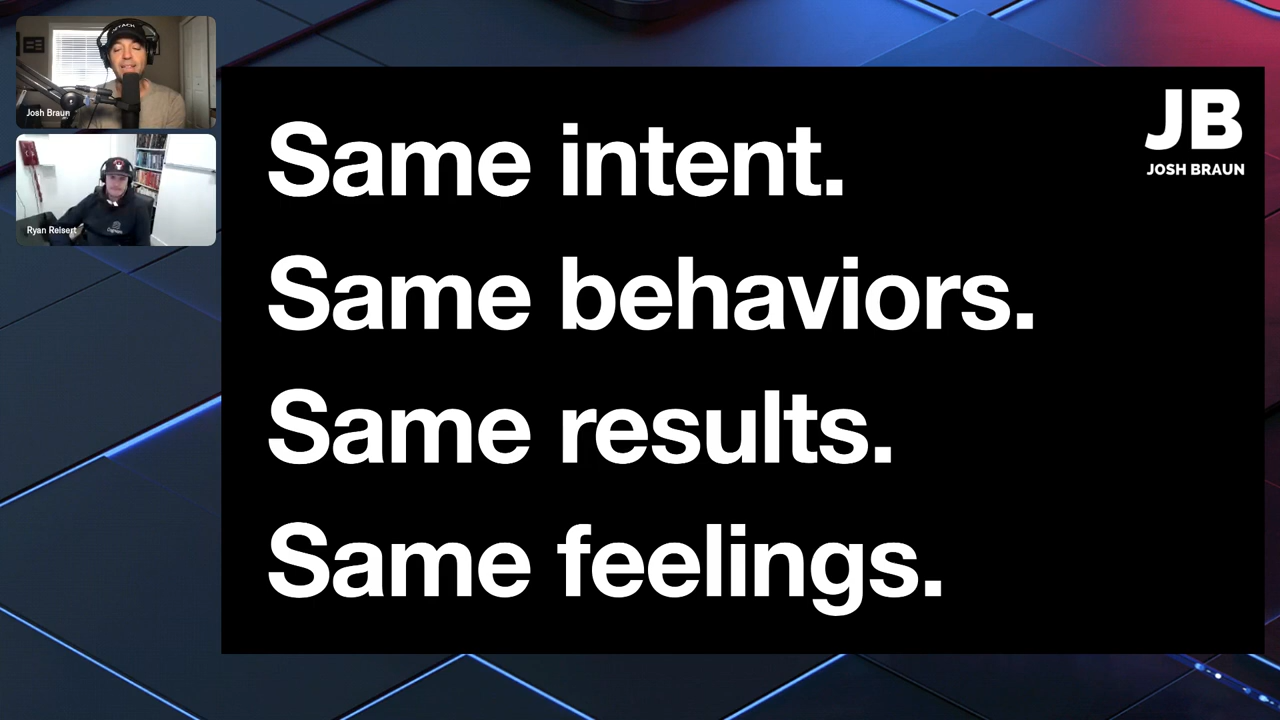 Josh Braun
Ryan Reisert
Same intent.
Same behaviors.
Same results.
Same feelings.
JB
JOSH BRAUN